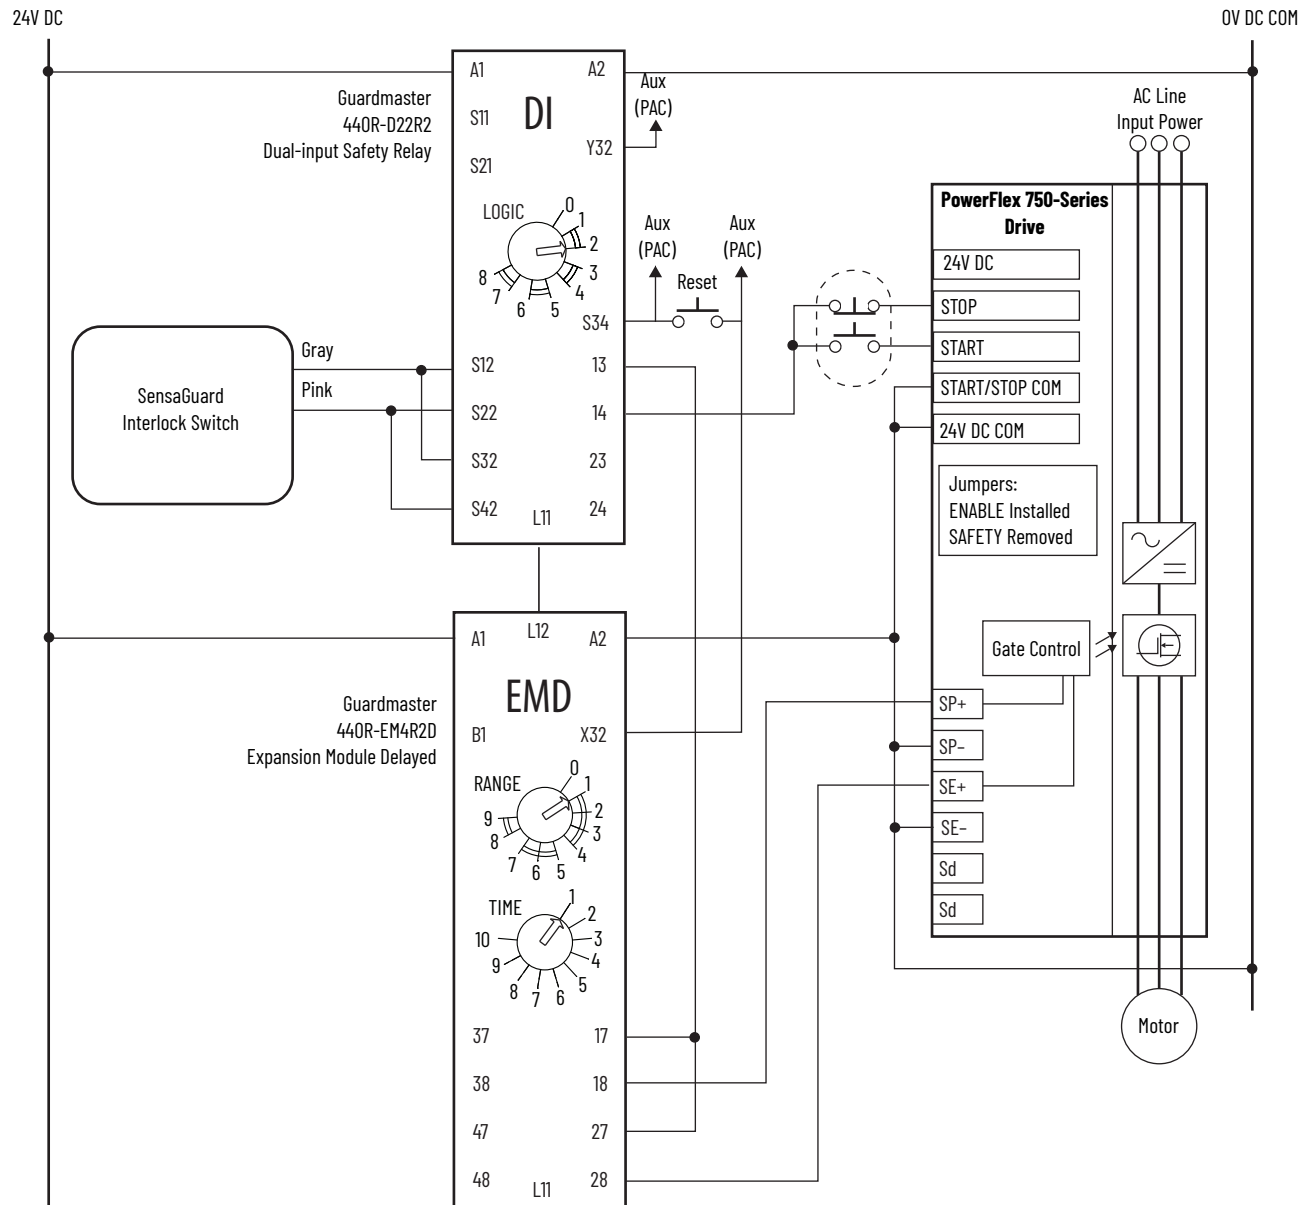 24V DC
0V DC COM
Guardmaster
440R-D22R2
Dual-input Safety Relay
A1
A2
S11
DI
Y32
S21
Aux
(PAC)
LOGIC
0
1
2
3
4
5
6
7
8
Aux
(PAC)
Aux
(PAC)
Reset
S34
S12
13
S22
14
S32
23
S42
24
L11
SensaGuard
Interlock Switch
Gray
Pink
AC Line
Input Power
PowerFlex 750-Series
Drive
24V DC
STOP
START
START/STOP COM
24V DC COM
Jumpers:
ENABLE Installed
SAFETY Removed
Gate Control
SP+
SP–
SE+
SE–
Sd
Sd
Motor
Guardmaster
440R-EM4R2D
Expansion Module Delayed
A1
L12
A2
EMD
B1
X32
RANGE
0
1
2
3
4
5
6
7
8
9
TIME
1
2
3
4
5
6
7
8
9
10
37
17
38
18
47
27
48
28
L11